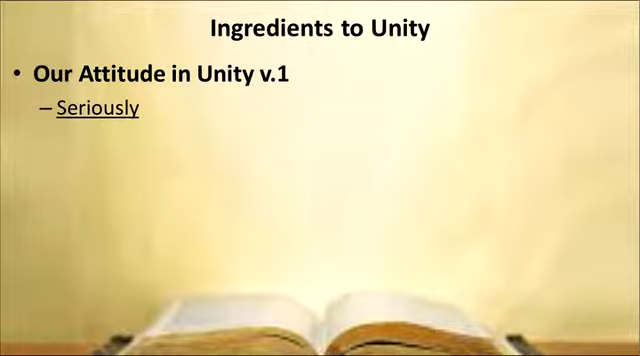 Ingredients to Unity
• Our Attitude in Unity v.1
– Seriously